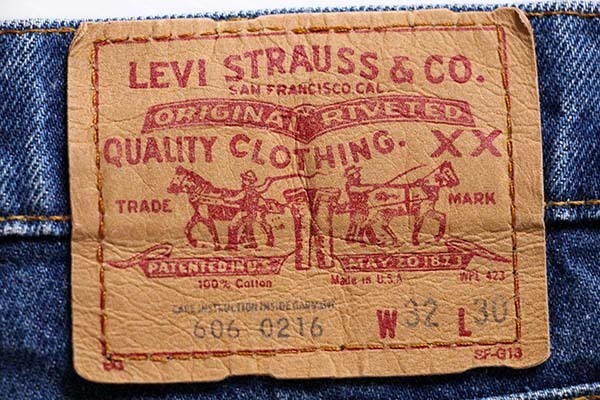 LEVI STRAUSS & CO.
SAN FRANCISCO CAL
ORIGINAL RIVETED
QUALITY CLOTHING. XX
TRADE MARK
PATENTED IN U.S. MAY 20 1873
100% Cotton Made in U.S.A. WPL 423
CARE INSTRUCTION INSIDE GARMENT
606 0216 W 32 L 30
SF-G13